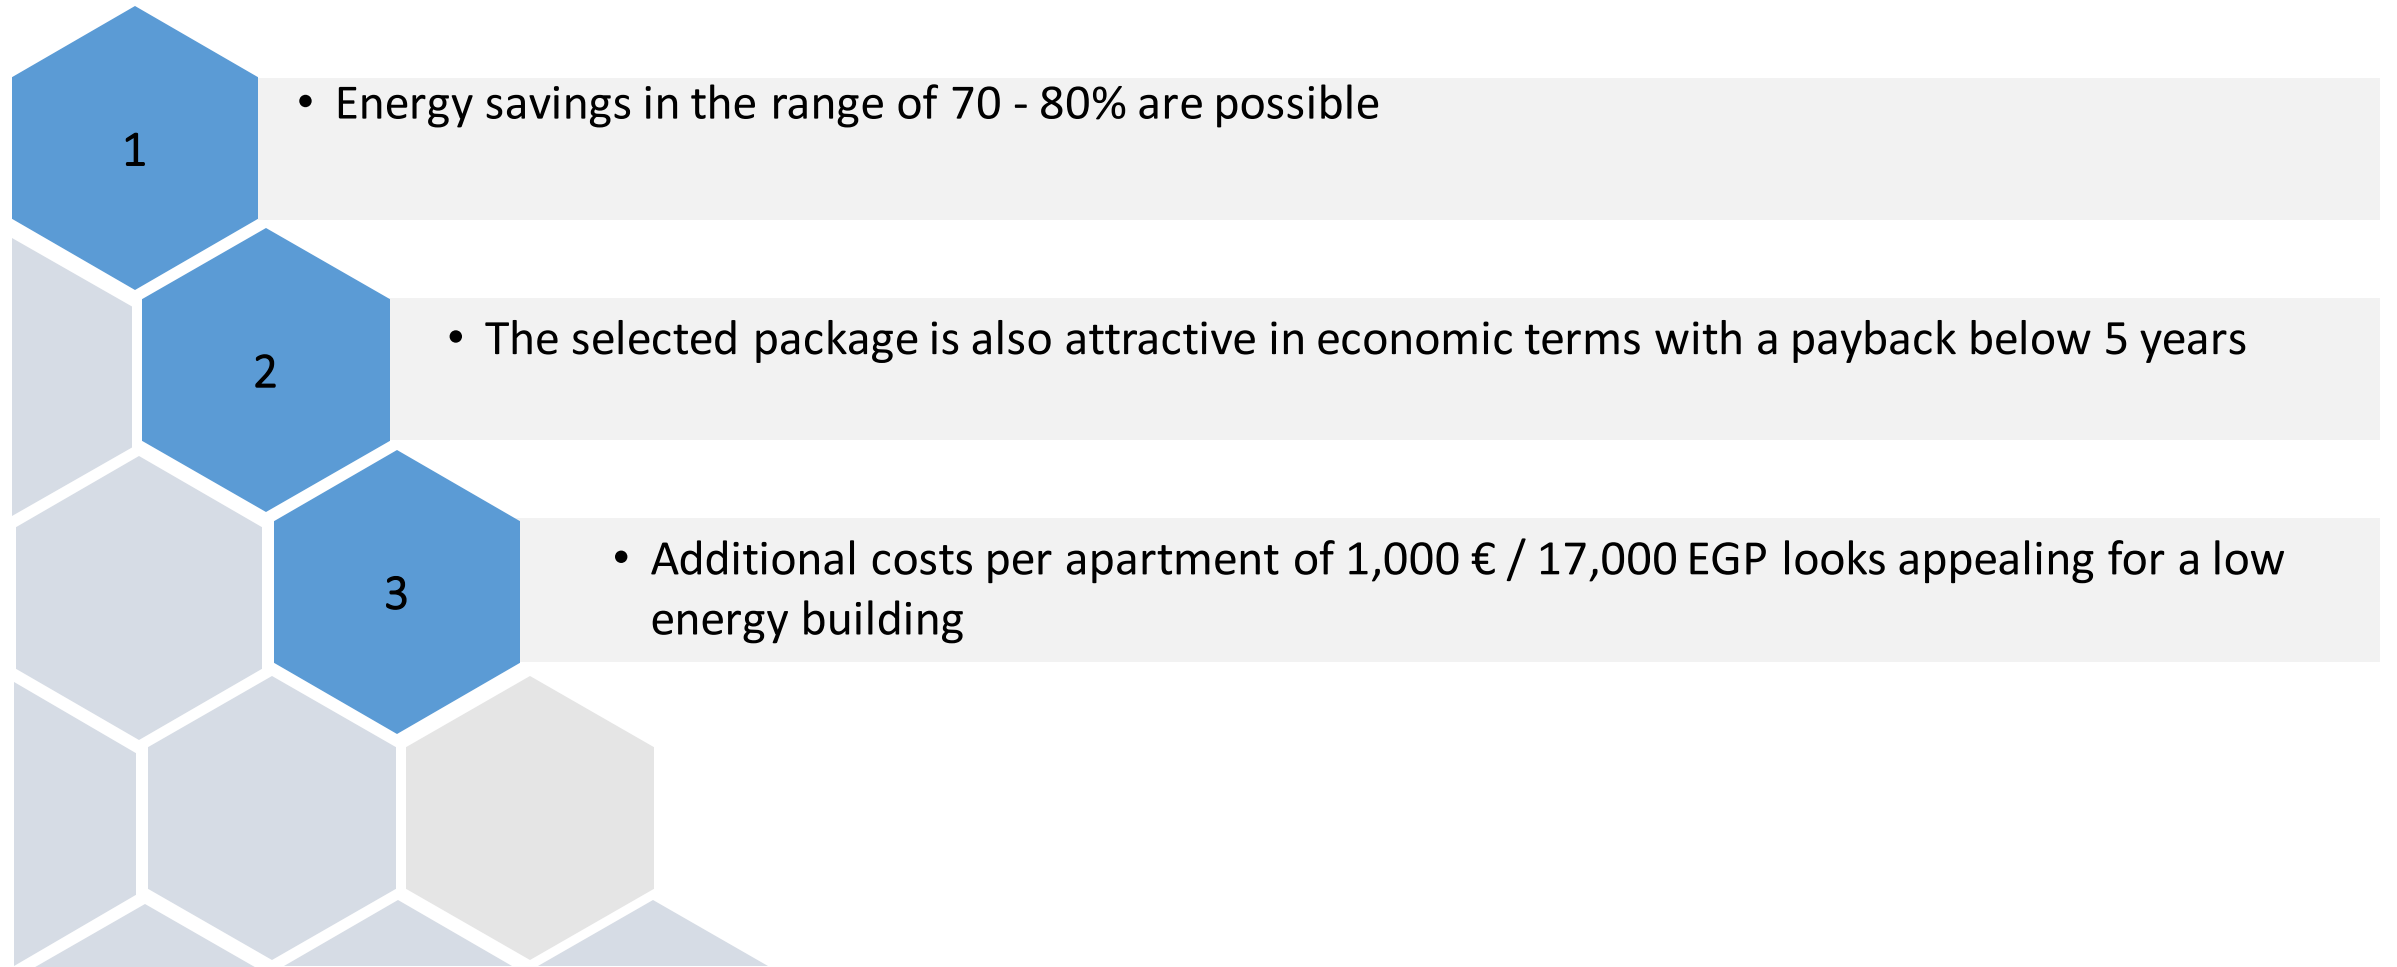 1
• Energy savings in the range of 70 - 80% are possible
2
• The selected package is also attractive in economic terms with a payback below 5 years
3
• Additional costs per apartment of 1,000 € / 17,000 EGP looks appealing for a low
energy building